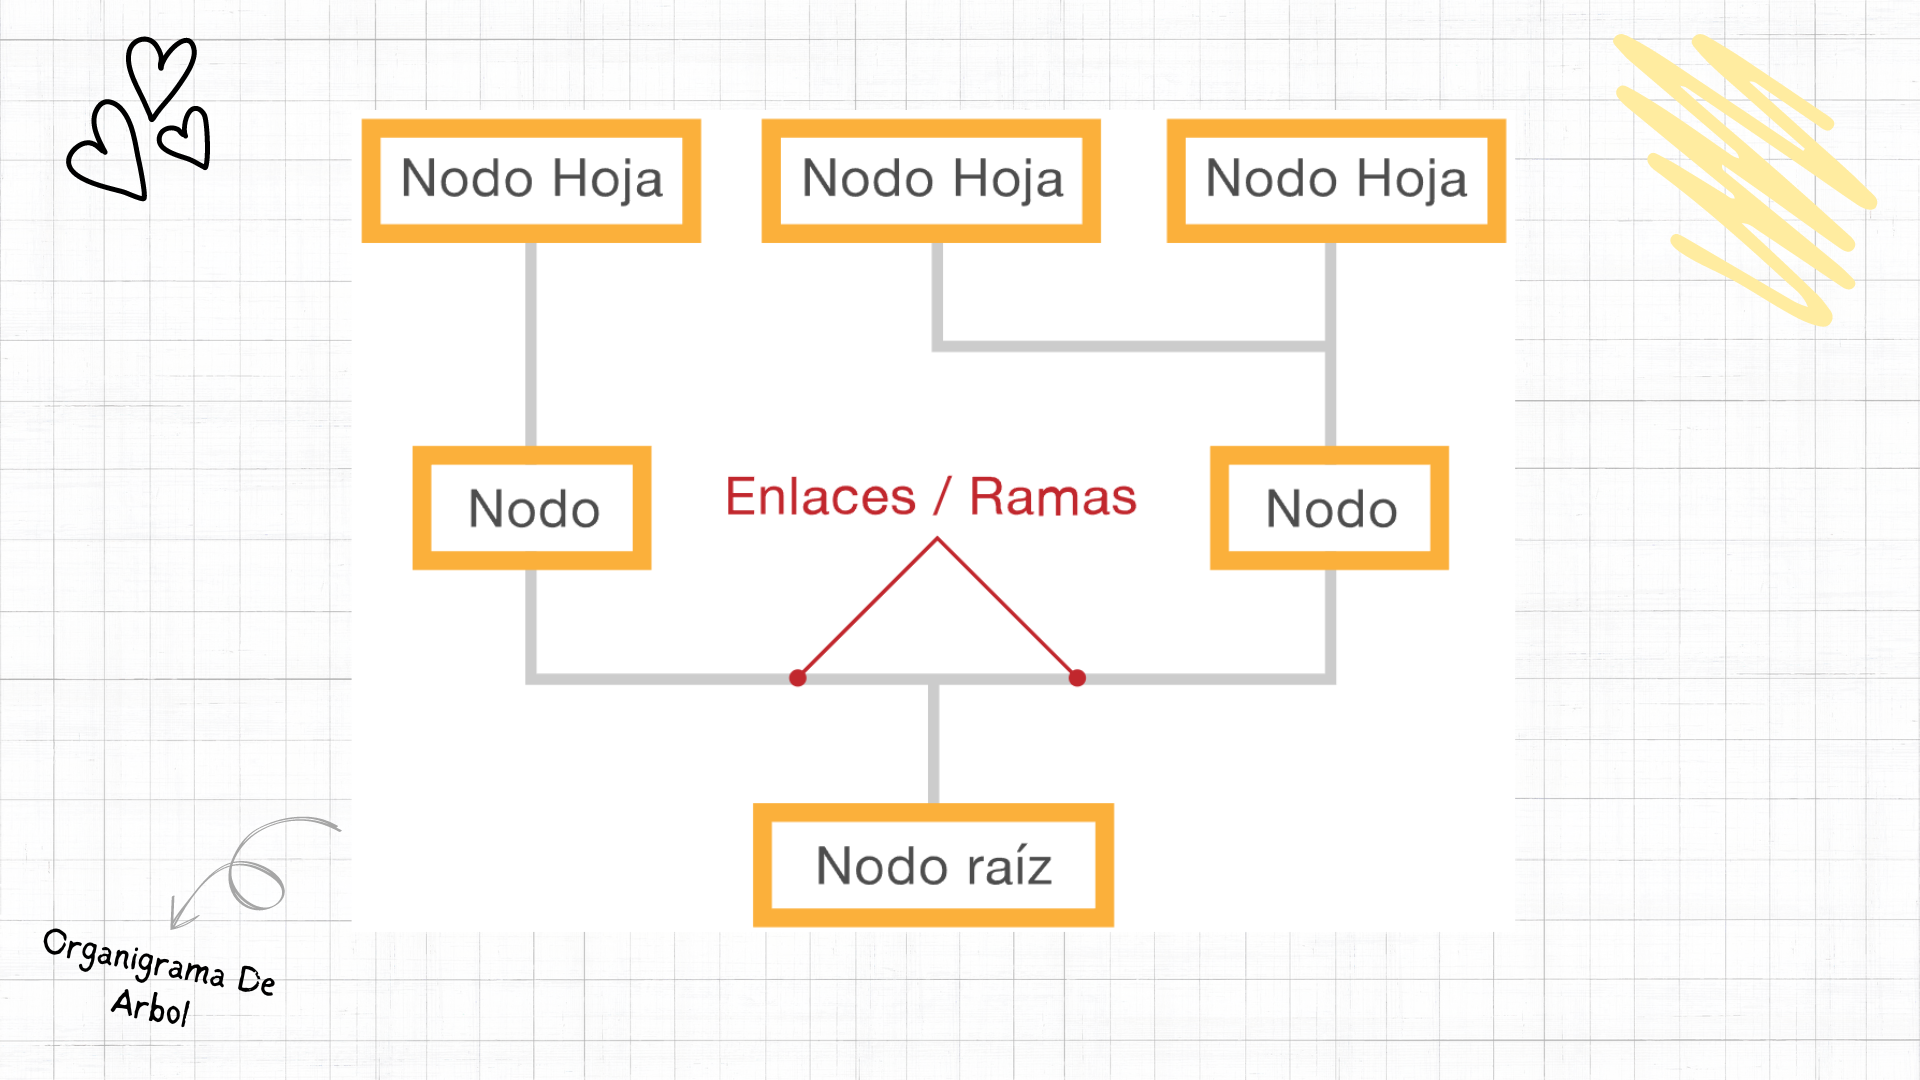 Nodo Hoja
Nodo Hoja
Nodo Hoja
Nodo
Enlaces / Ramas
Nodo
Nodo raíz
Organigrama De
Arbol